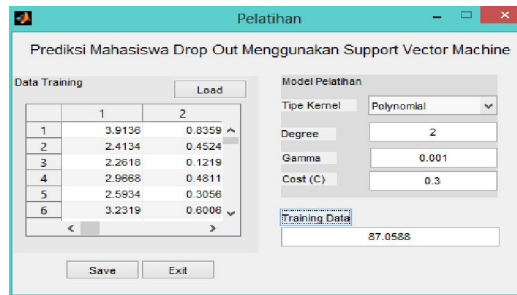 Pelatihan
Prediksi Mahasiswa Drop Out Menggunakan Support Vector Machine
Data Training
Load
1 2
1 3.9136 0.8359
2 2.4134 0.4524
3 2.2618 0.1219
4 2.9668 0.4811
5 2.5934 0.3056
6 3.2319 0.6006
Save Exit
Model Pelatihan
Tipe Kernel Polynomial
Degree 2
Gamma 0.001
Cost (C) 0.3
Training Data
87.0588